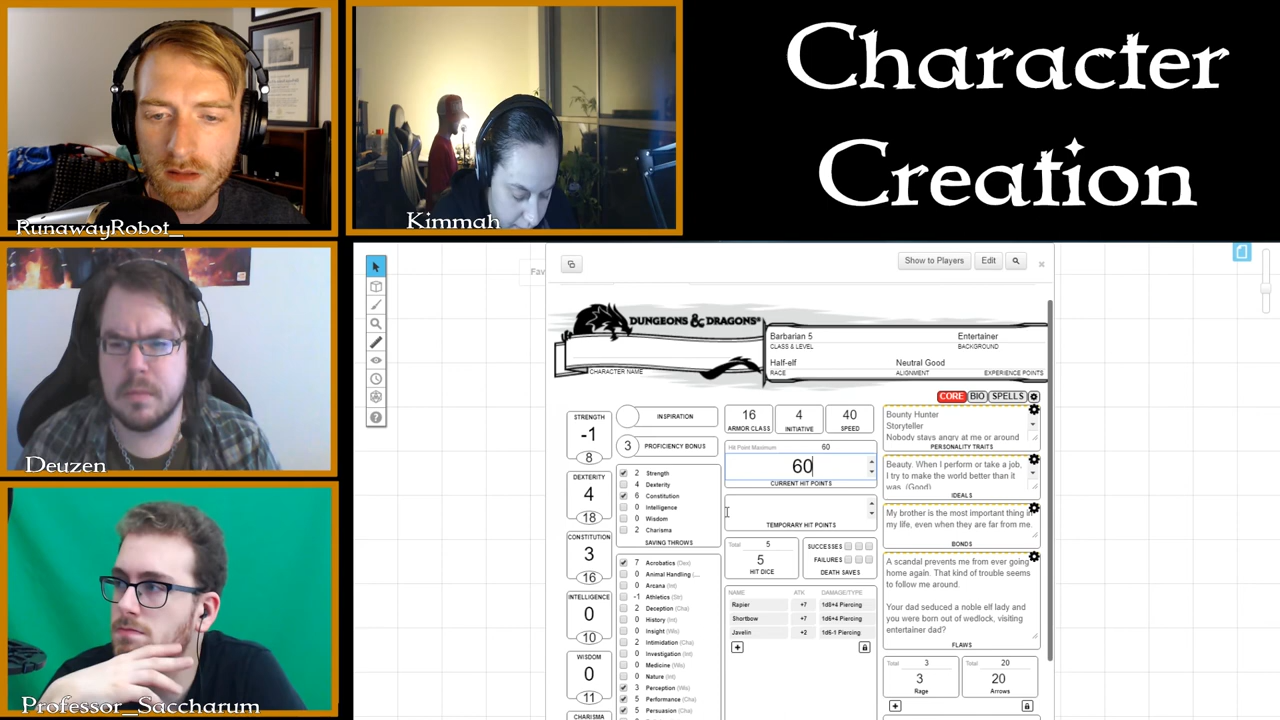 Character
Creation
RunawayRobot_
Kimmah
Deuzen
Professor_Saccharum
Fav
Show to Players
Edit
DUNGEONS & DRAGONS®
CHARACTER NAME
Barbarian 5
Entertainer
CLASS & LEVEL
BACKGROUND
Half-elf
Neutral Good
RACE
ALIGNMENT
EXPERIENCE POINTS
CORE
BIO
SPELLS
STRENGTH
-1
8
DEXTERITY
4
18
CONSTITUTION
3
16
INTELLIGENCE
0
10
WISDOM
0
11
CHARISMA
INSPIRATION
3 PROFICIENCY BONUS
2 Strength
4 Dexterity
6 Constitution
0 Intelligence
0 Wisdom
2 Charisma
SAVING THROWS
7 Acrobatics (Dex)
0 Animal Handling (...
0 Arcana (Int)
-1 Athletics (Str)
2 Deception (Cha)
0 History (Int)
0 Insight (Wis)
2 Intimidation (Cha)
0 Investigation (Int)
0 Medicine (Wis)
0 Nature (Int)
3 Perception (Wis)
5 Performance (Cha)
5 Persuasion (Cha)
16
ARMOR CLASS
4
INITIATIVE
40
SPEED
Hit Point Maximum 60
60
CURRENT HIT POINTS
TEMPORARY HIT POINTS
Total 5
5
HIT DICE
SUCCESSES
FAILURES
DEATH SAVES
NAME ATK DAMAGE/TYPE
Rapier +7 1d8+4 Piercing
Shortbow +7 1d6+4 Piercing
Javelin +2 1d6-1 Piercing
Bounty Hunter
Storyteller
Nobody stays angry at me or around
PERSONALITY TRAITS
Beauty. When I perform or take a job,
I try to make the world better than it
was. (Good)
IDEALS
My brother is the most important thing in
my life, even when they are far from me.
BONDS
A scandal prevents me from ever going
home again. That kind of trouble seems
to follow me around.
Your dad seduced a noble elf lady and
you were born out of wedlock, visiting
entertainer dad?
FLAWS
Total 3
3
Rage
Total 20
20
Arrows